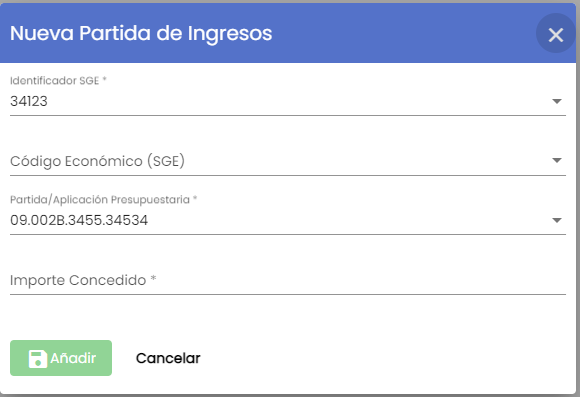 Nueva Partida de Ingresos
Identificador SGE *
34123
Código Económico (SGE)
Partida/Aplicación Presupuestaria *
09.002B.3455.34534
Importe Concedido *
Añadir
Cancelar